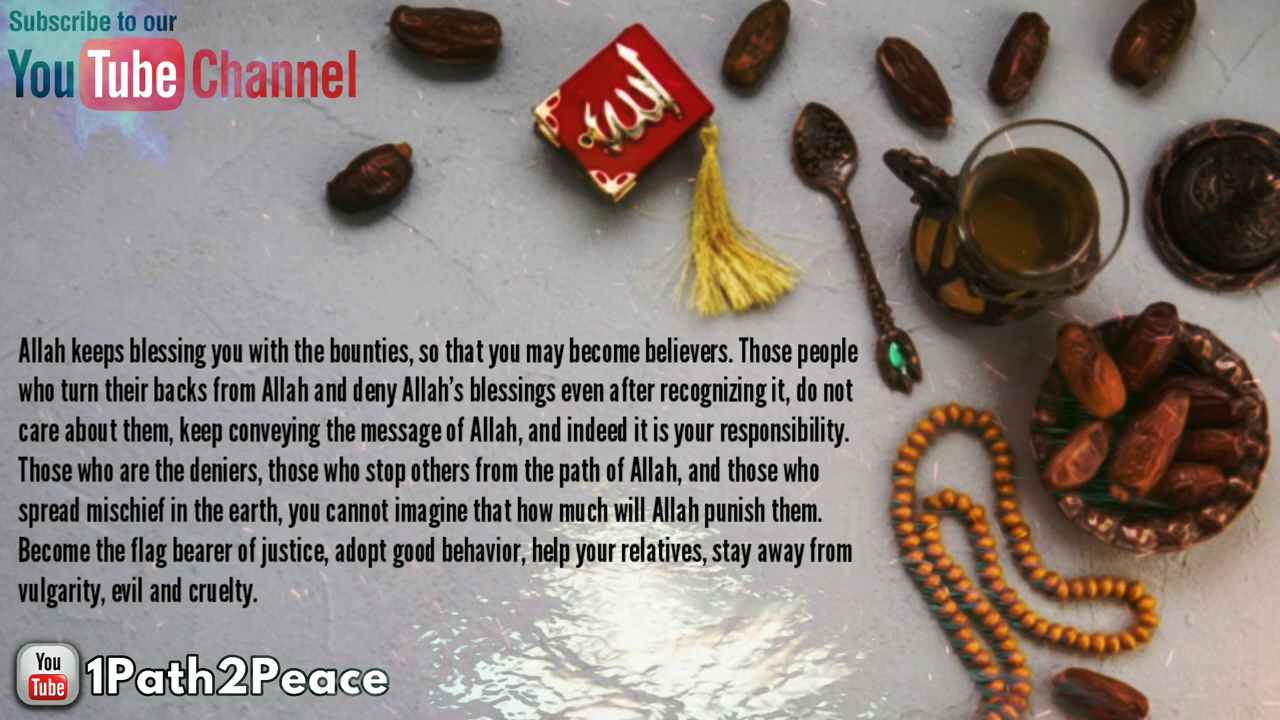 Subscribe to our
YouTube Channel
الله
Allah keeps blessing you with the bounties, so that you may become believers. Those people
who turn their backs from Allah and deny Allah’s blessings even after recognizing it, do not
care about them, keep conveying the message of Allah, and indeed it is your responsibility.
Those who are the deniers, those who stop others from the path of Allah, and those who
spread mischief in the earth, you cannot imagine that how much will Allah punish them.
Become the flag bearer of justice, adopt good behavior, help your relatives, stay away from
vulgarity, evil and cruelty.
You
Tube
1Path2Peace